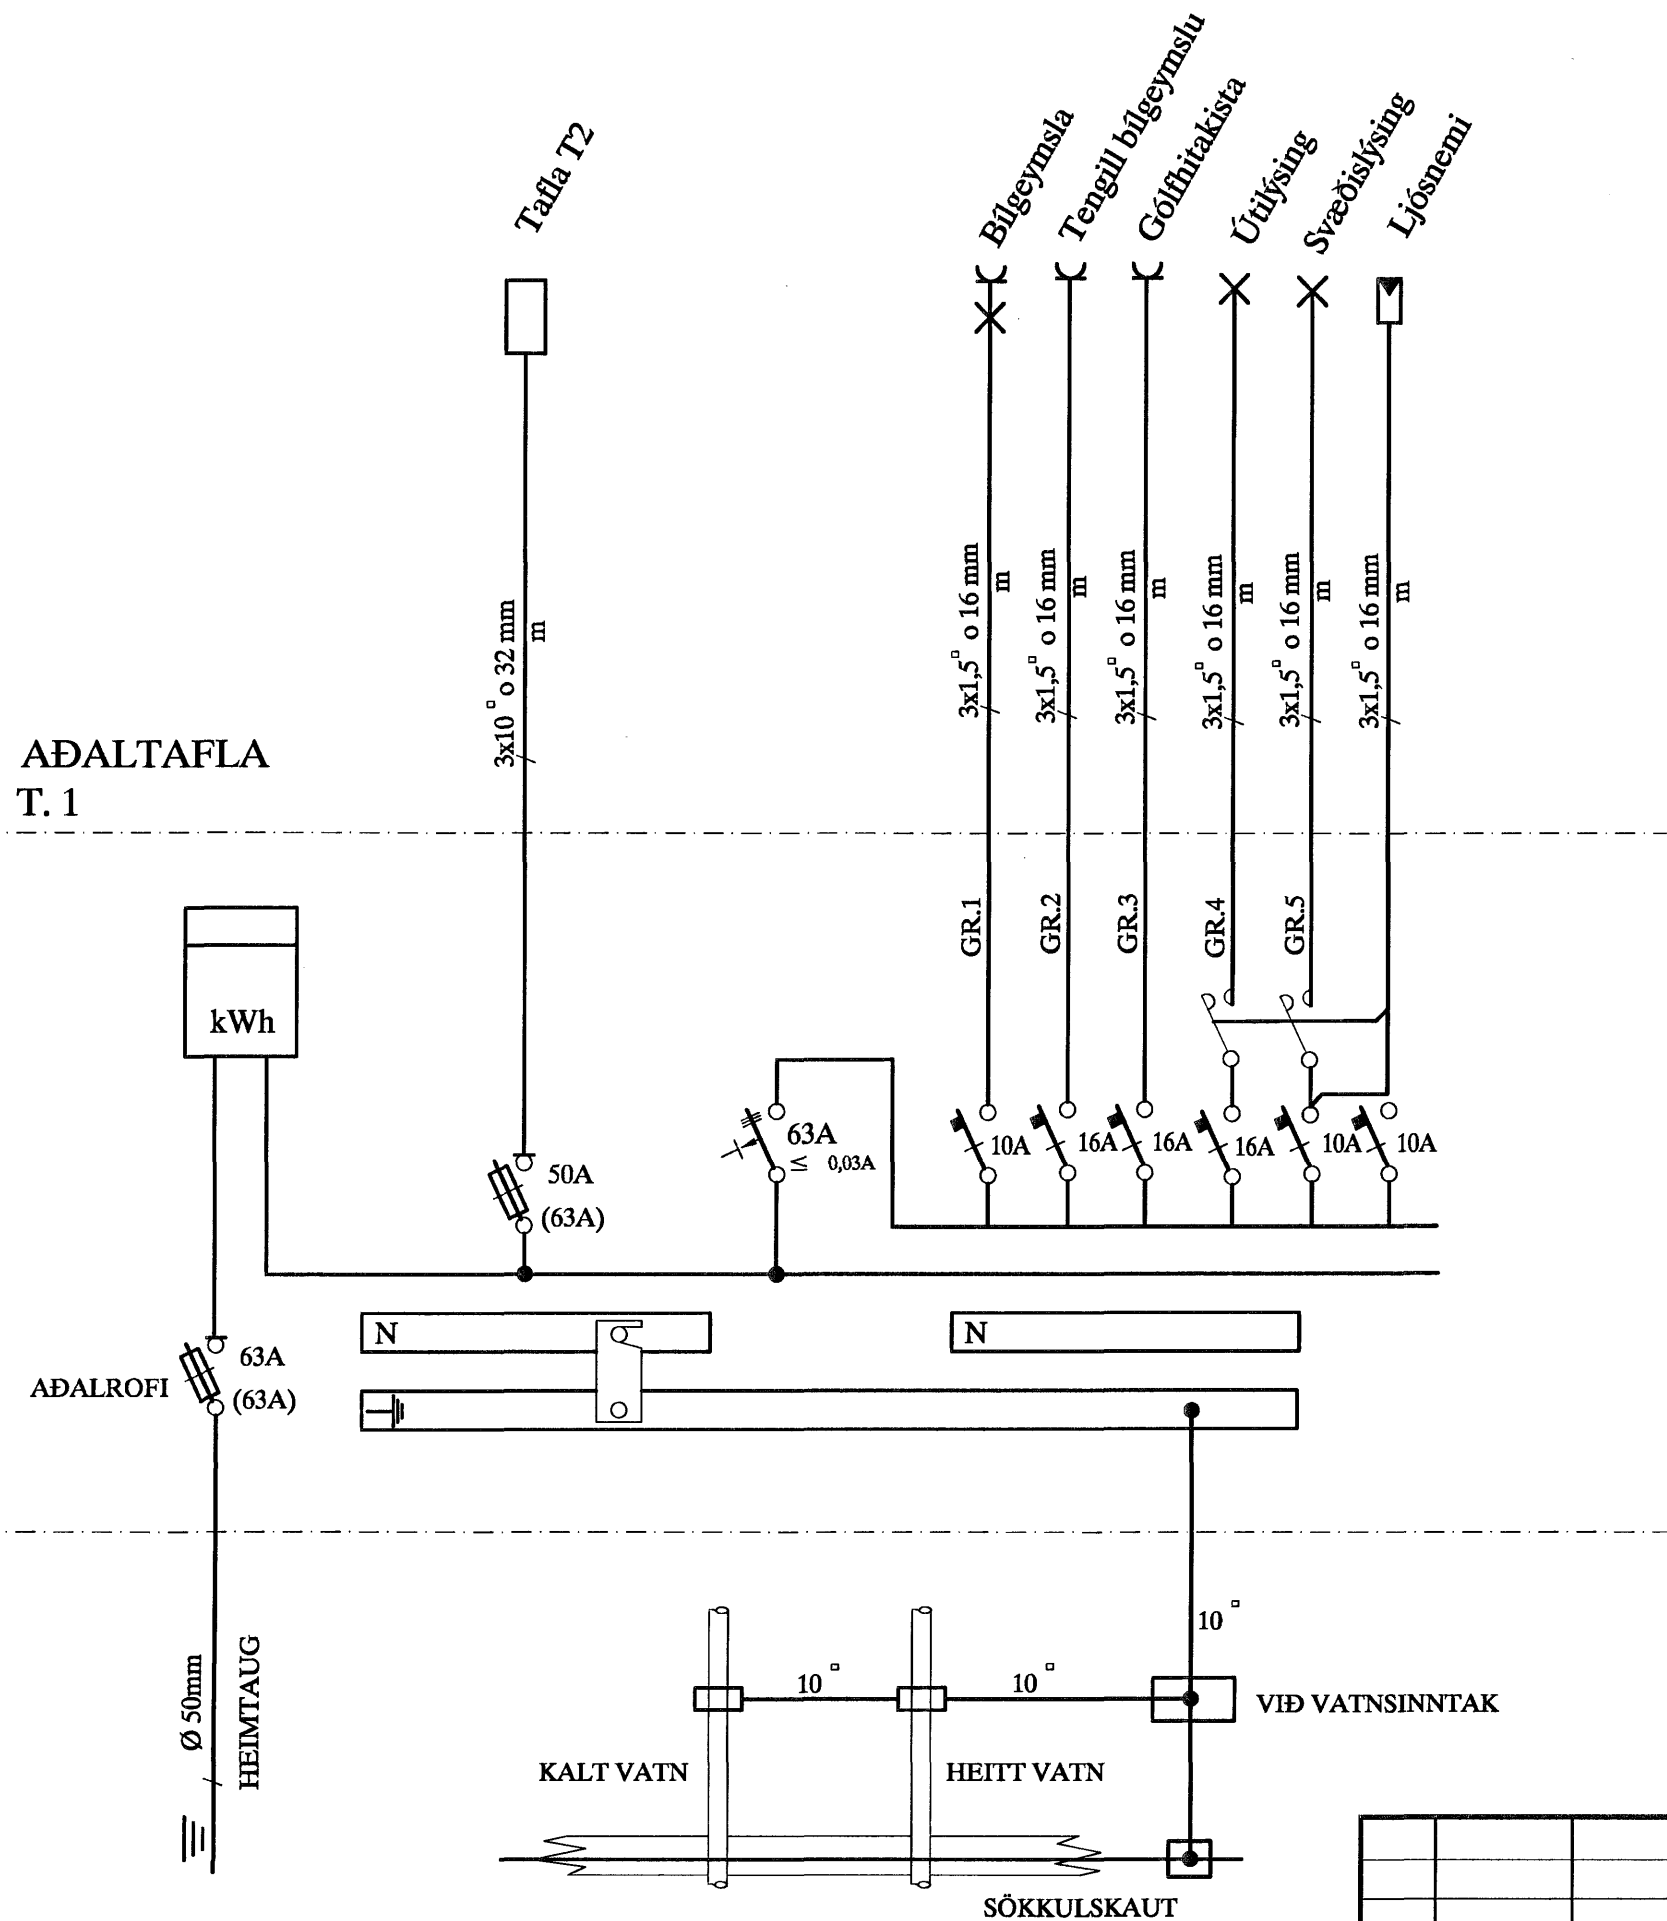 Tafla T2
Bílgeymsla
Tengill bílgeymslu
Gólfhitakista
Útilýsing
Svæðislýsing
Ljósnemi
3x10 □ o 32 mm
m
3x1,5 □ o 16 mm
m
3x1,5 □ o 16 mm
m
3x1,5 □ o 16 mm
m
3x1,5 □ o 16 mm
m
3x1,5 □ o 16 mm
m
3x1,5 □ o 16 mm
m
AÐALTAFLA
T. 1
GR.1
GR.2
GR.3
GR.4
GR.5
kWh
50A
(63A)
63A
≤ 0,03A
10A
16A
16A
16A
10A
10A
N
N
AÐALROFI
63A
(63A)
Ø 50mm
HEIMTAUG
10 □
10 □
10 □
VIÐ VATNSINNTAK
KALT VATN
HEITT VATN
SÖKKULSKAUT